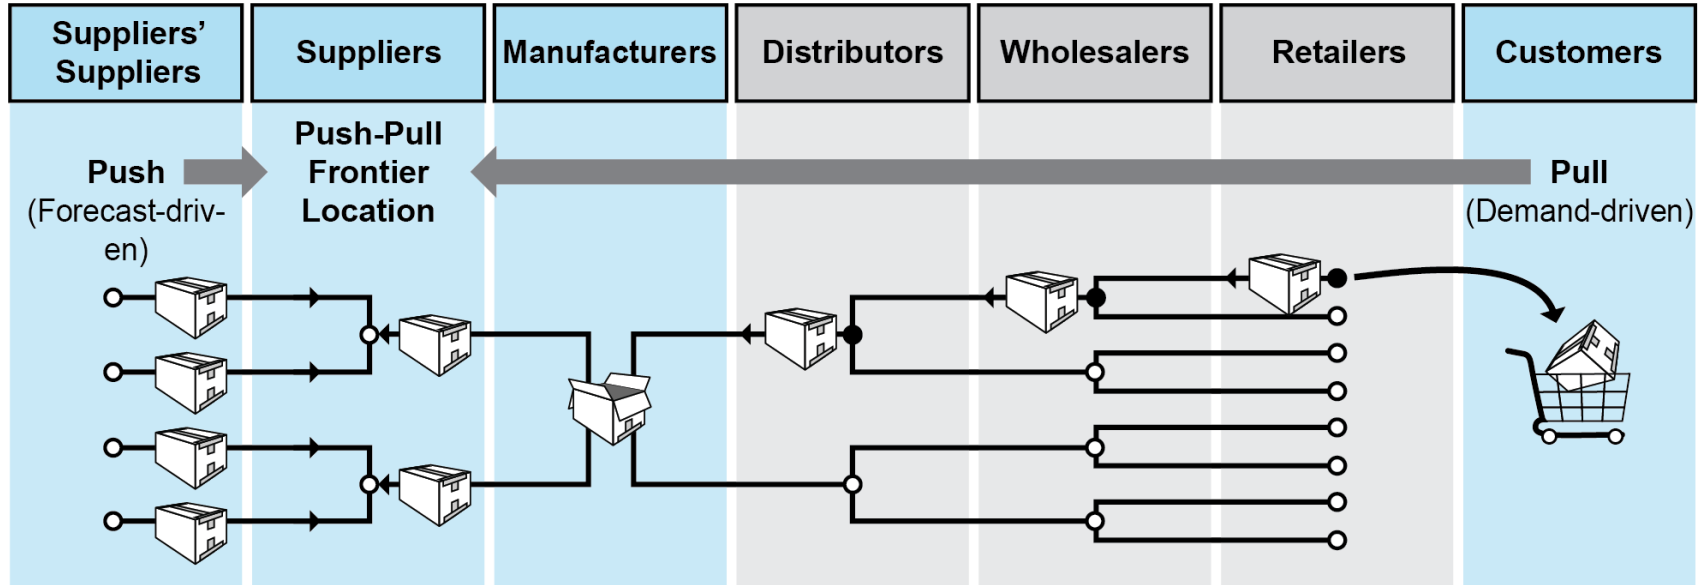 Suppliers’
Suppliers
Suppliers
Manufacturers
Distributors
Wholesalers
Retailers
Customers
Push
(Forecast-driv-
en)
Push-Pull
Frontier
Location
Pull
(Demand-driven)